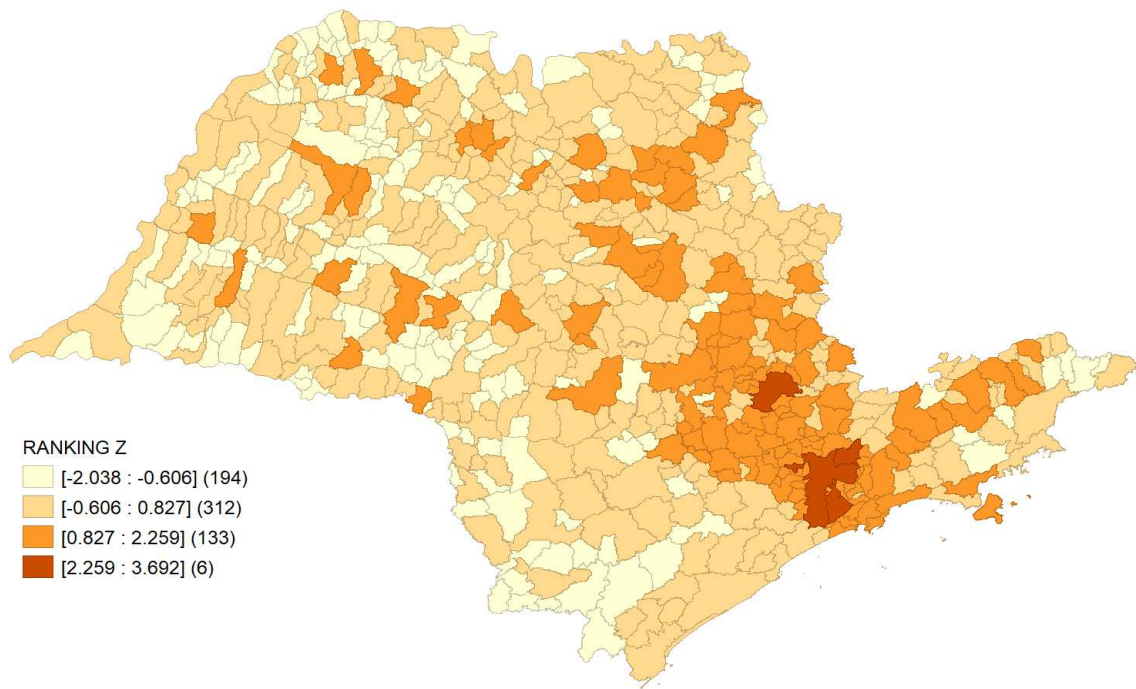 RANKING Z
[-2.038 : -0.606] (194)
[-0.606 : 0.827] (312)
[0.827 : 2.259] (133)
[2.259 : 3.692] (6)